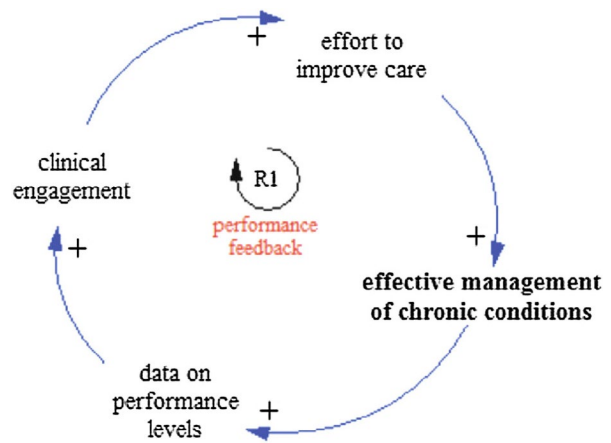 +
effort to
improve care
clinical
engagement
R1
performance
feedback
+
+
effective management
of chronic conditions
data on
performance
levels
+